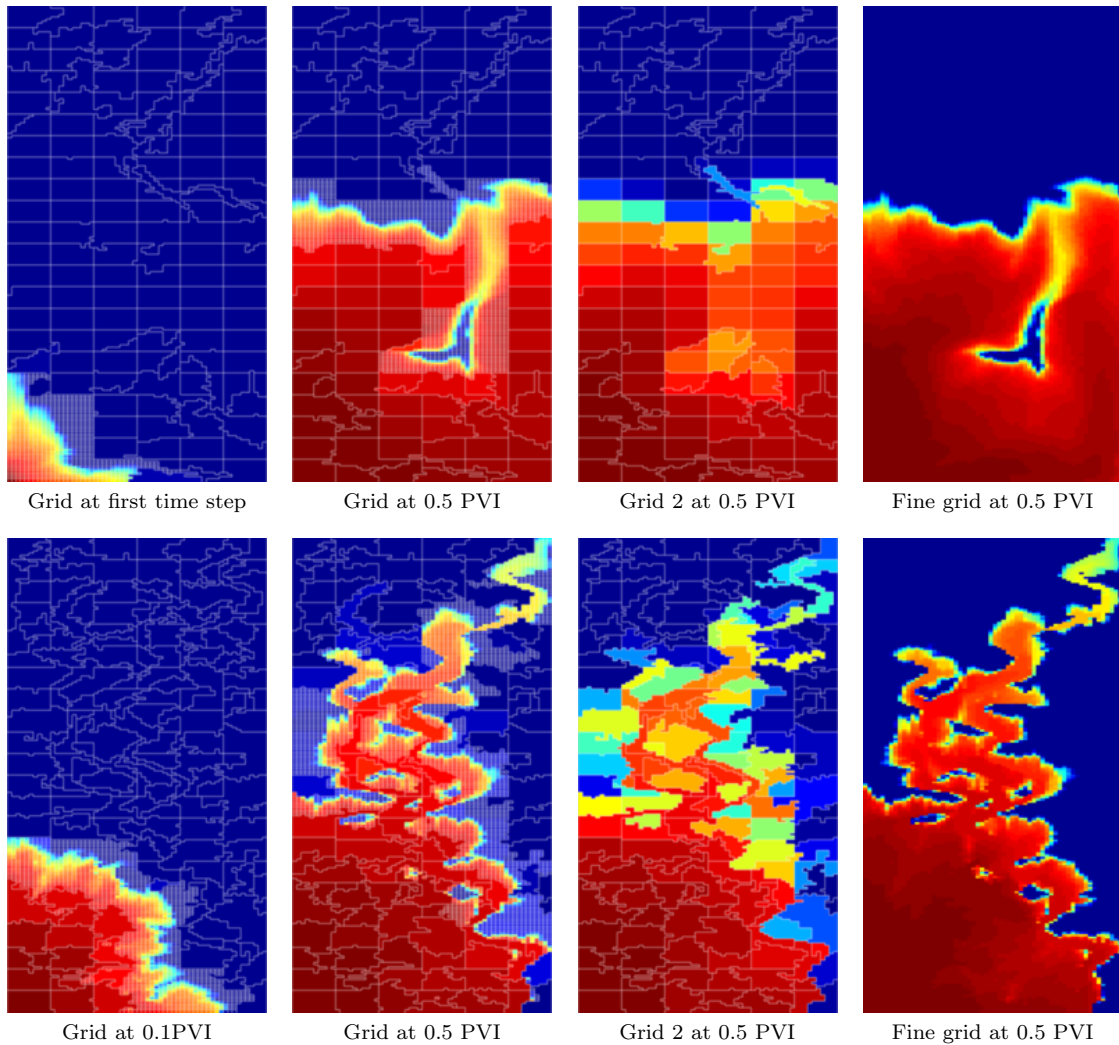 Grid at first time step
Grid at 0.5 PVI
Grid 2 at 0.5 PVI
Fine grid at 0.5 PVI
Grid at 0.1PVI
Grid at 0.5 PVI
Grid 2 at 0.5 PVI
Fine grid at 0.5 PVI